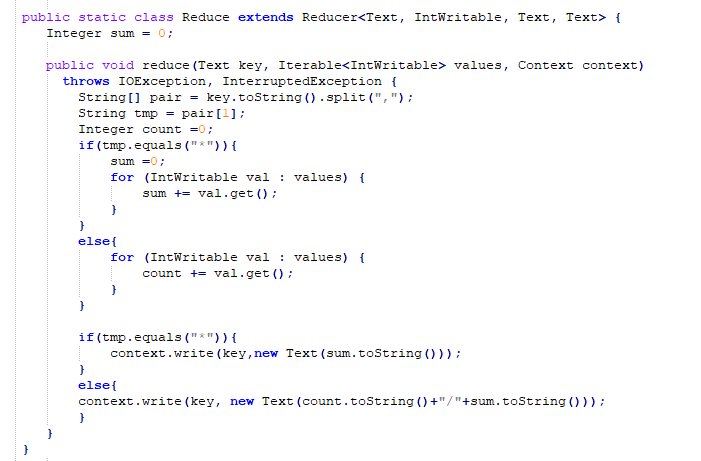 public static class Reduce extends Reducer<Text, IntWritable, Text, Text> {
Integer sum = 0;
public void reduce(Text key, Iterable<IntWritable> values, Context context)
throws IOException, InterruptedException {
String[] pair = key.toString().split(",");
String tmp = pair[1];
Integer count =0;
if(tmp.equals("*")){
sum =0;
for (IntWritable val : values) {
sum += val.get();
}
}
else{
for (IntWritable val : values) {
count += val.get();
}
}
if(tmp.equals("*")){
context.write(key,new Text(sum.toString()));
}
else{
context.write(key, new Text(count.toString()+"/"+sum.toString()));
}
}
}